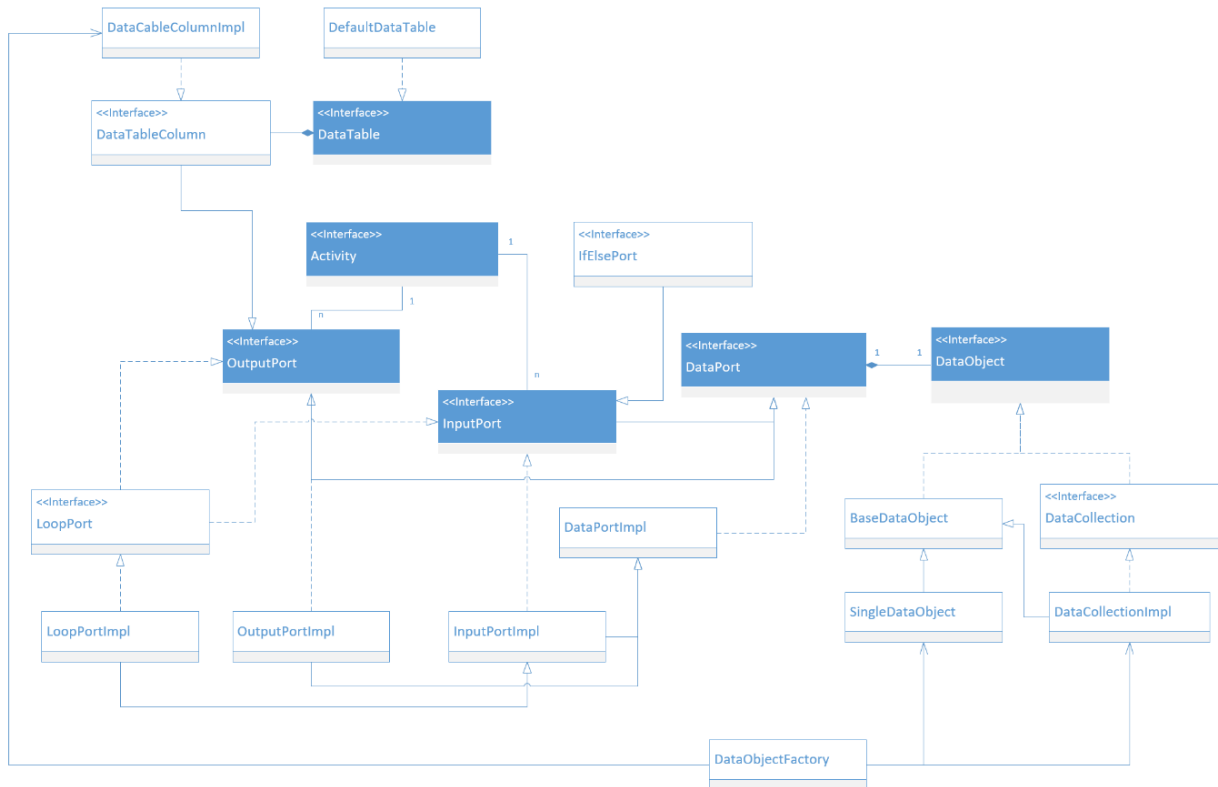 DataCableColumnImpl
DefaultDataTable
<<Interface>>
DataTableColumn
<<Interface>>
DataTable
<<Interface>>
Activity
1
<<Interface>>
IfElsePort
1
n
<<Interface>>
OutputPort
<<Interface>>
DataPort
1
1
<<Interface>>
DataObject
n
<<Interface>>
InputPort
<<Interface>>
LoopPort
DataPortImpl
BaseDataObject
<<Interface>>
DataCollection
LoopPortImpl
OutputPortImpl
InputPortImpl
SingleDataObject
DataCollectionImpl
DataObjectFactory